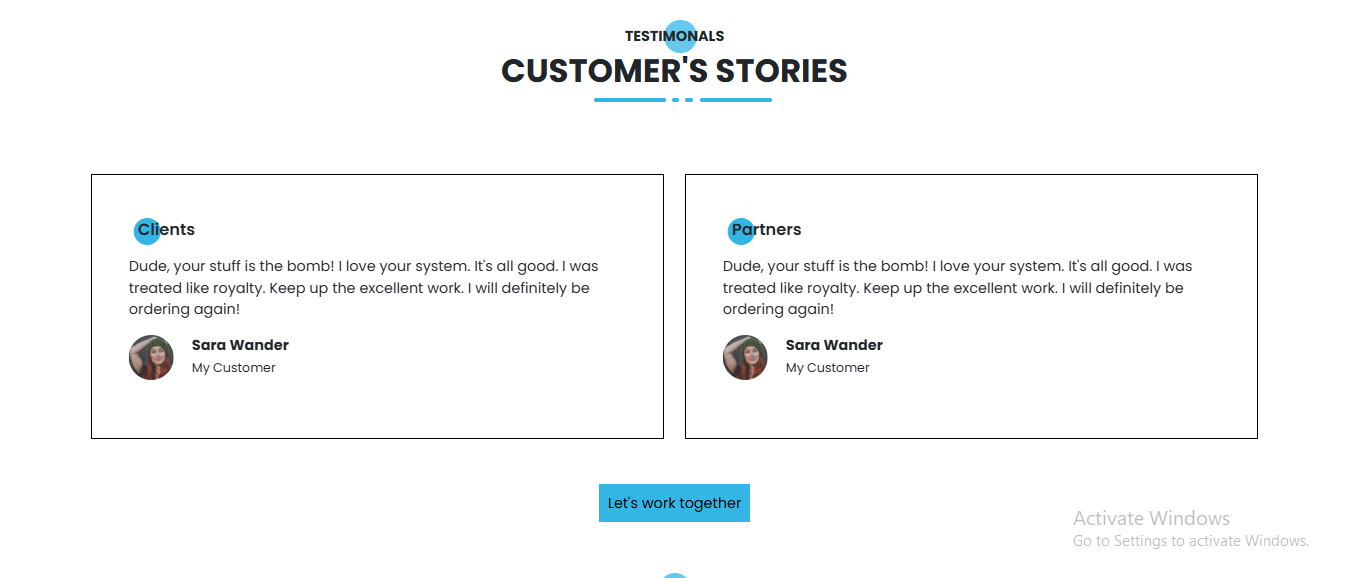 TESTIMONALS
CUSTOMER'S STORIES
Clients
Dude, your stuff is the bomb! I love your system. It's all good. I was
treated like royalty. Keep up the excellent work. I will definitely be
ordering again!
Sara Wander
My Customer
Partners
Dude, your stuff is the bomb! I love your system. It's all good. I was
treated like royalty. Keep up the excellent work. I will definitely be
ordering again!
Sara Wander
My Customer
Let's work together
Activate Windows
Go to Settings to activate Windows.